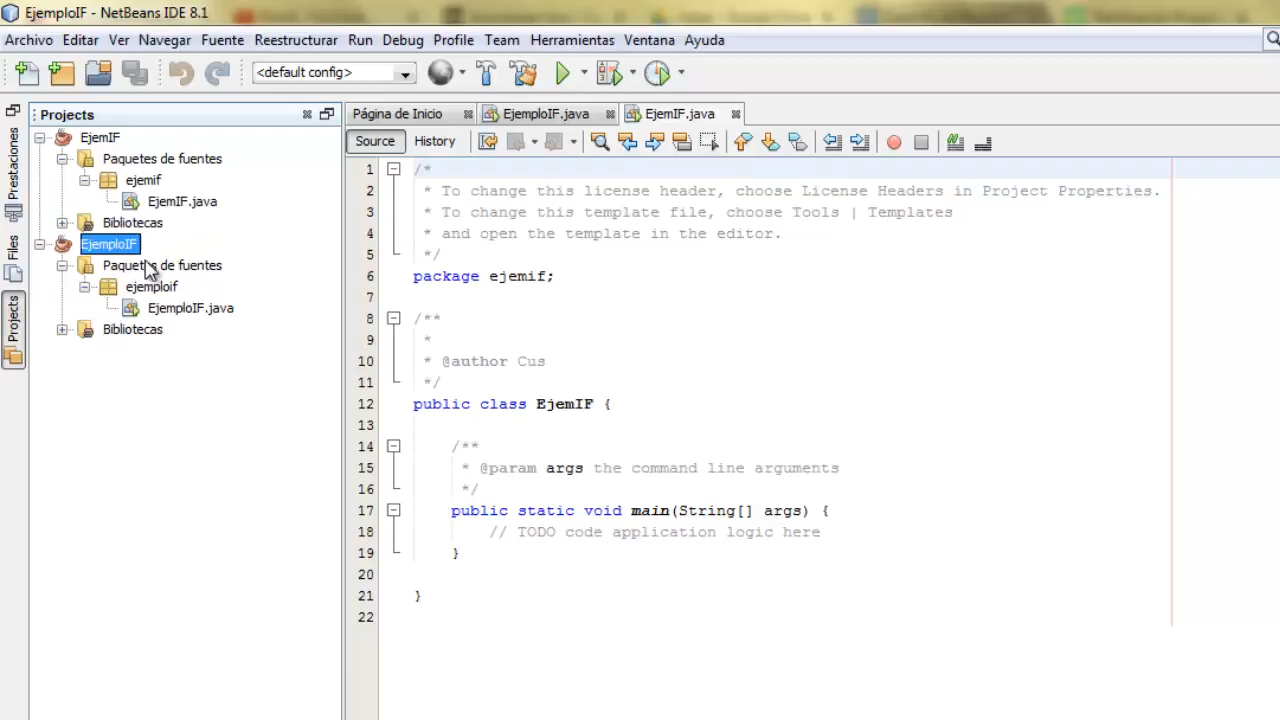 EjemploIF - NetBeans IDE 8.1
Archivo Editar Ver Navegar Fuente Reestructurar Run Debug Profile Team Herramientas Ventana Ayuda
<default config>
Prestaciones
Files
Projects
Projects
EjemIF
Paquetes de fuentes
ejemif
EjemIF.java
Bibliotecas
EjemploIF
Paquetes de fuentes
ejemploif
EjemploIF.java
Bibliotecas
Página de Inicio EjemploIF.java EjemIF.java
Source History
1 /*
2 * To change this license header, choose License Headers in Project Properties.
3 * To change this template file, choose Tools | Templates
4 * and open the template in the editor.
5 */
6 package ejemif;
7
8 /**
9 *
10 * @author Cus
11 */
12 public class EjemIF {
13
14 /**
15 * @param args the command line arguments
16 */
17 public static void main(String[] args) {
18 // TODO code application logic here
19 }
20
21 }
22